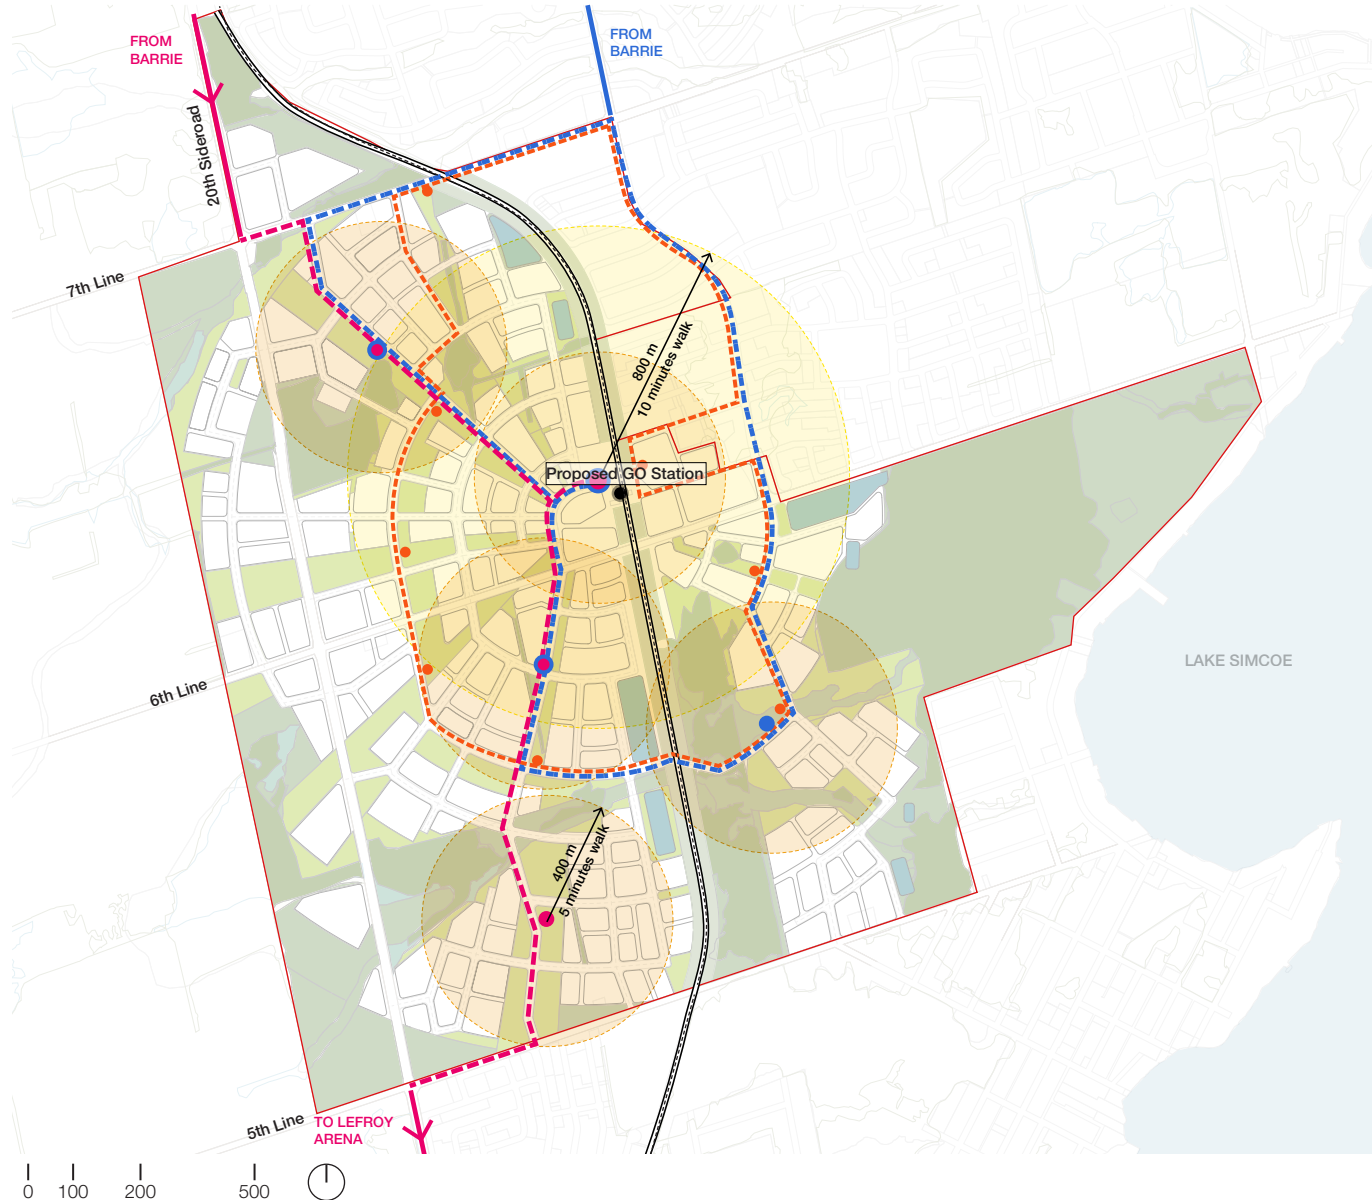 FROM
BARRIE
FROM
BARRIE
20th Sideroad
7th Line
800 m
10 minutes walk
Proposed GO Station
6th Line
LAKE SIMCOE
400 m
5 minutes walk
5th Line
TO LEFROY
ARENA
0 100 200 500